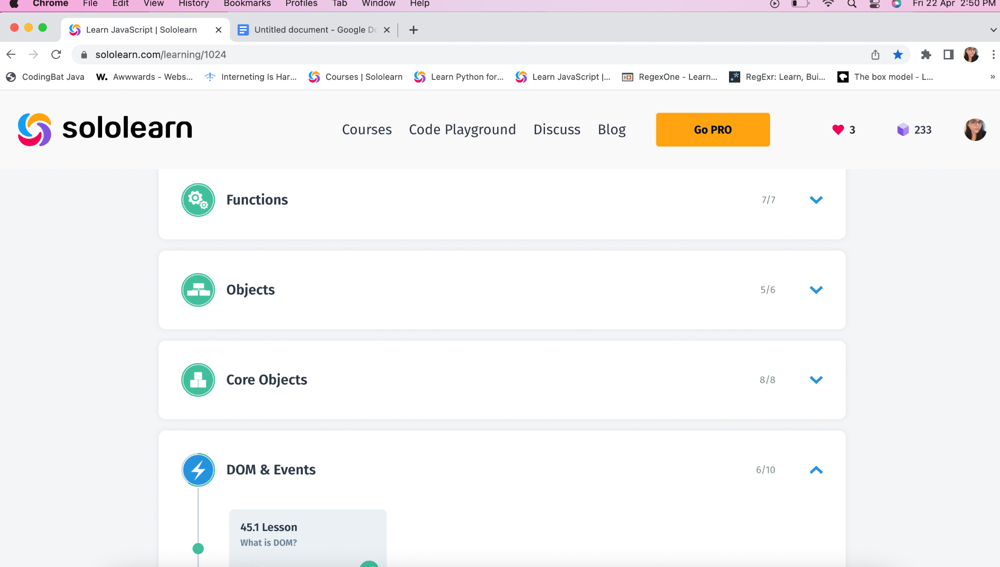 Chrome File Edit View History Bookmarks Profiles Tab Window Help Fri 22 Apr 2:50 PM
Learn JavaScript | Sololearn Untitled document - Google Do
sololearn.com/learning/1024
CodingBat Java W. Awwwards - Webs... Interneting Is Har... Courses | Sololearn Learn Python for... Learn JavaScript |... RegexOne - Learn... RegExr: Learn, Bui... The box model - L... »
sololearn Courses Code Playground Discuss Blog Go PRO 3 233
Functions 7/7
Objects 5/6
Core Objects 8/8
DOM & Events 6/10
45.1 Lesson
What is DOM?